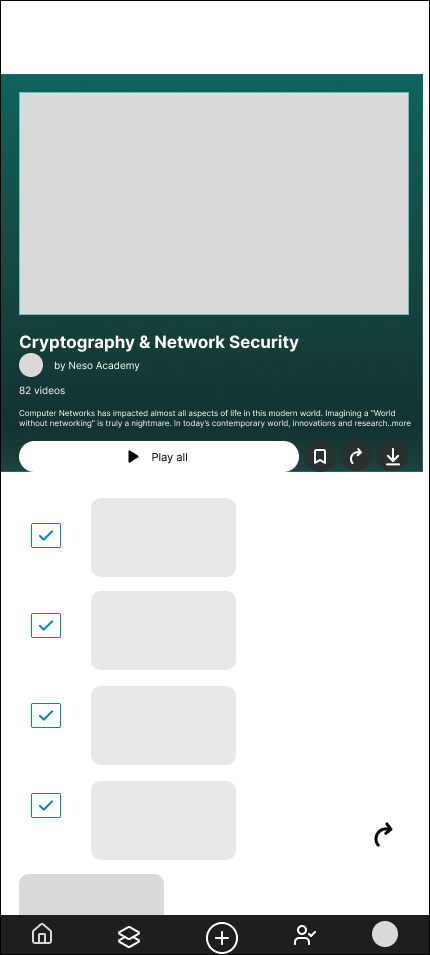 Cryptography & Network Security
by Neso Academy
82 videos
Computer Networks has impacted almost all aspects of life in this modern world. Imagining a "World
without networking" is truly a nightmare. In today's contemporary world, innovations and research..more
Play all